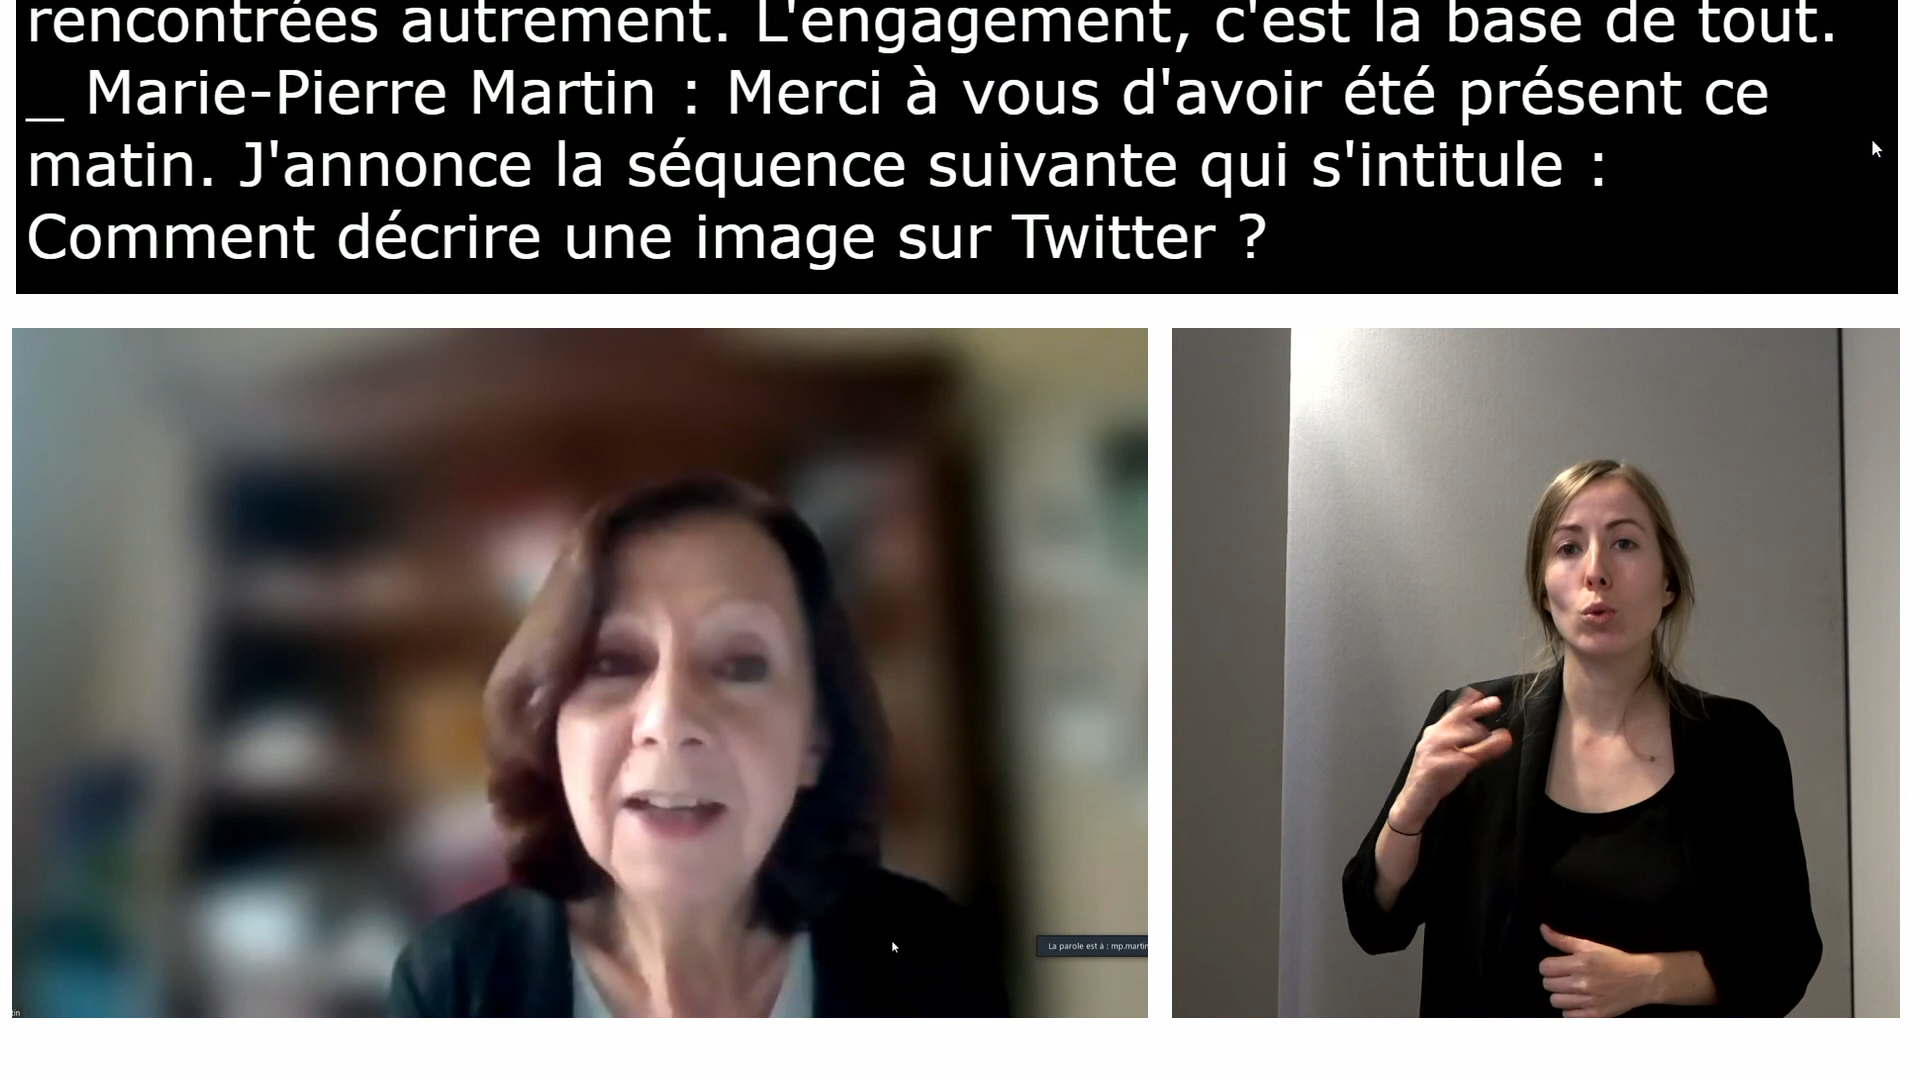 rencontrées autrement. L'engagement, c'est la base de tout.
_ Marie-Pierre Martin : Merci à vous d'avoir été présent ce
matin. J'annonce la séquence suivante qui s'intitule :
Comment décrire une image sur Twitter ?
La parole est à : mp.martin
tin